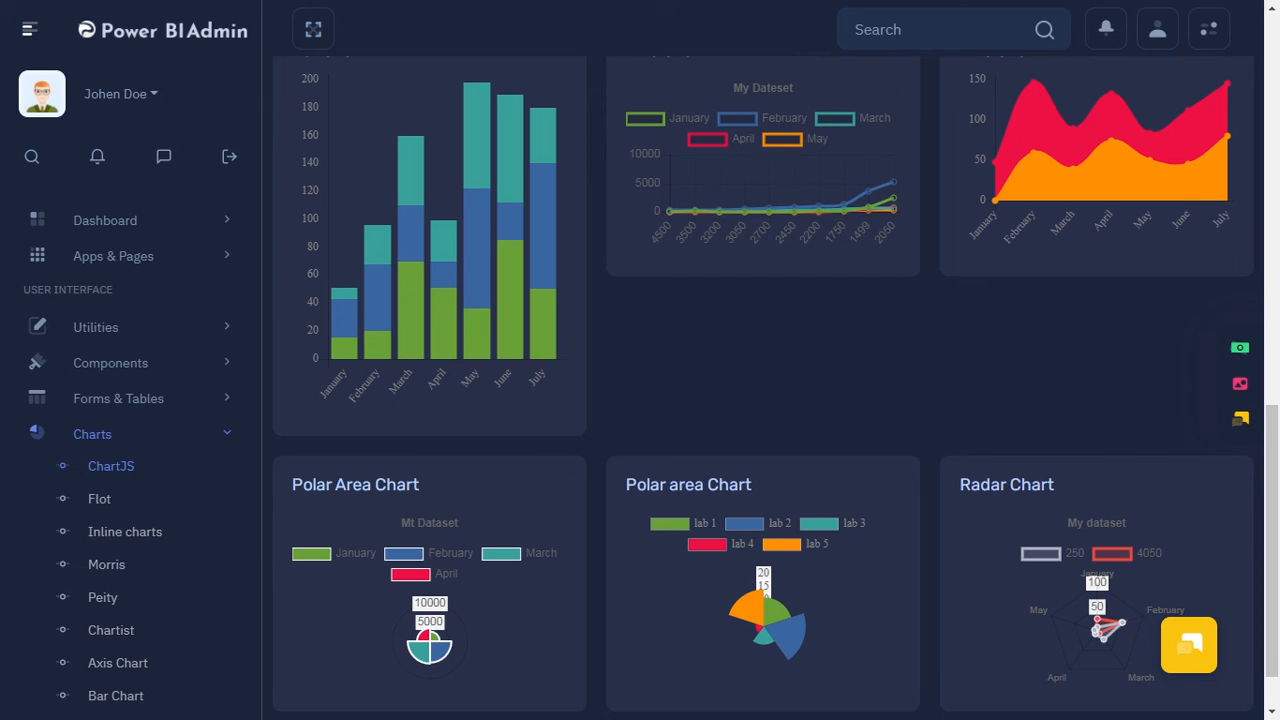 Power BI Admin
Search
Johen Doe
Dashboard
Apps & Pages
USER INTERFACE
Utilities
Components
Forms & Tables
Charts
ChartJS
Flot
Inline charts
Morris
Peity
Chartist
Axis Chart
Bar Chart
200
180
160
140
120
100
80
60
40
20
0
January February March April May June July
My Dateset
January February March
April May
10000
5000
0
4500 3500 3200 3050 2700 2450 2200 1750 1499 2050
150
100
50
0
January February March April May June July
Polar Area Chart
Mt Dataset
January February March
April
10000
5000
Polar area Chart
lab 1 lab 2 lab 3
lab 4 lab 5
20
15
Radar Chart
My dataset
250 4050
January
100
50
May February
April March